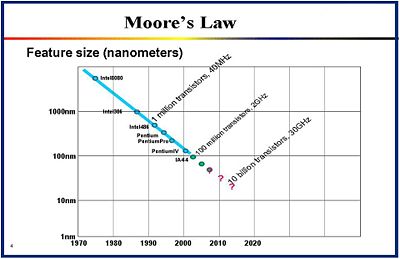 Moore's Law
Feature size (nanometers)
Intel8080
1 million transistors, 40MHz
1000nm
Intel386
Intel486
100 million transistors, 2GHz
Pentium
PentiumPro
10 billion transistors, 30GHz
PentiumIV
100nm
IA64
?
?
10nm
1nm
1970
1980
1990
2000
2010
2020
4